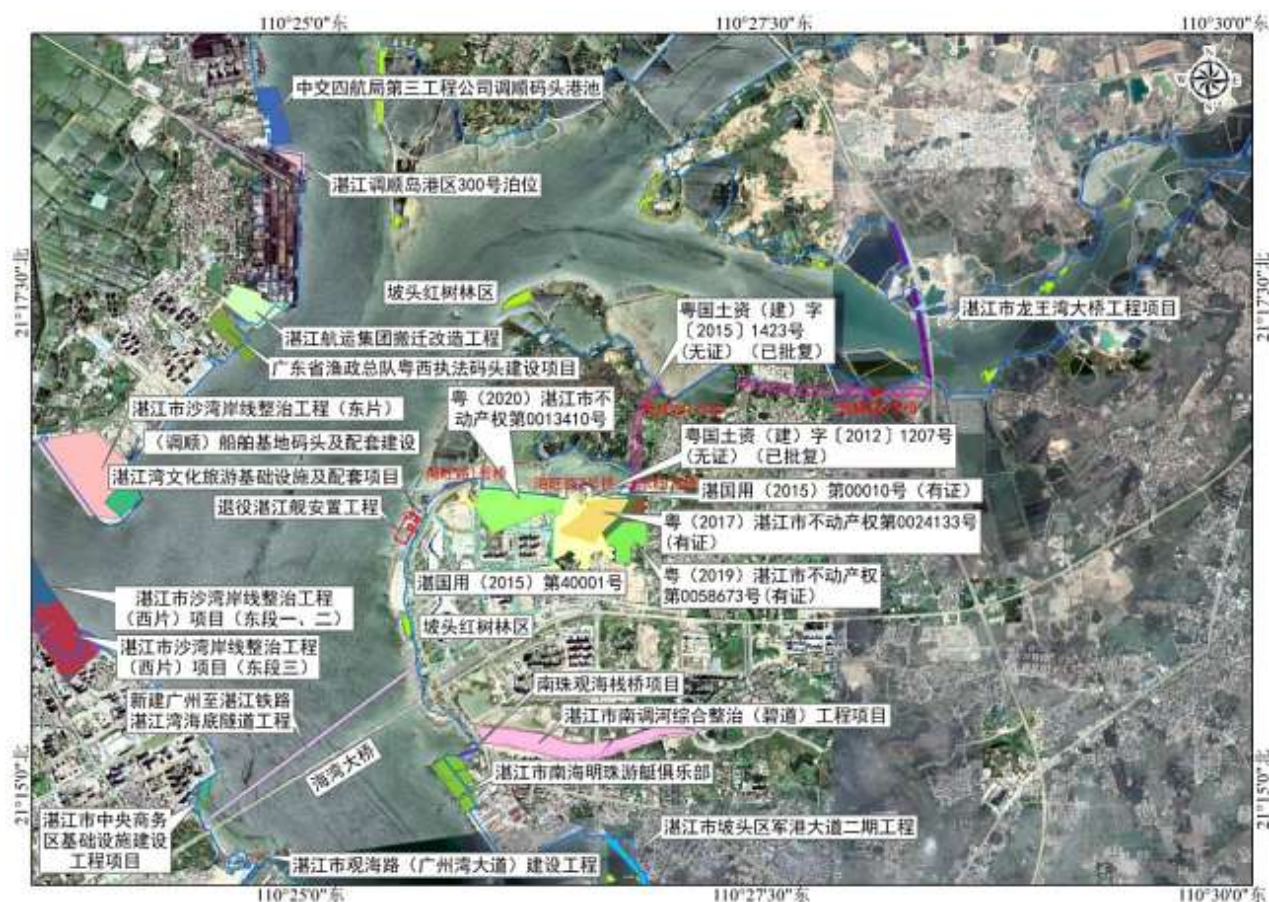 110°25′0″东
110°27′30″东
110°30′0″东
中交四航局第三工程公司调顺码头港池
湛江调顺岛港区300号泊位
21°17′30″北
21°17′30″北
坡头红树林区
粤国土资（建）字
〔2015〕1423号
（无证）（已批复）
湛江市龙王湾大桥工程项目
湛江航运集团搬迁改造工程
广东省渔政总队粤西执法码头建设项目
粤（2020）湛江市不
动产权第0013410号
湛江市沙湾岸线整治工程（东片）
（调顺）船舶基地码头及配套建设
湛江湾文化旅游基础设施及配套项目
粤国土资（建）字〔2012〕1207号
（无证）（已批复）
湛国用（2015）第00010号（有证）
退役湛江舰安置工程
粤（2017）湛江市不动产权第0024133号
（有证）
湛国用（2015）第40001号
粤（2019）湛江市不动产权
第0058673号(有证)
湛江市沙湾岸线整治工程
（西片）项目（东段一、二）
坡头红树林区
湛江市沙湾岸线整治工程
（西片）项目（东段三）
南珠观海栈桥项目
新建广州至湛江铁路
湛江湾海底隧道工程
湛江市南调河综合整治（碧道）工程项目
海湾大桥
湛江市南海明珠游艇俱乐部
21°15′0″北
21°15′0″北
湛江市中央商务
区基础设施建设
工程项目
湛江市坡头区军港大道二期工程
湛江市观海路（广州湾大道）建设工程
110°25′0″东
110°27′30″东
110°30′0″东